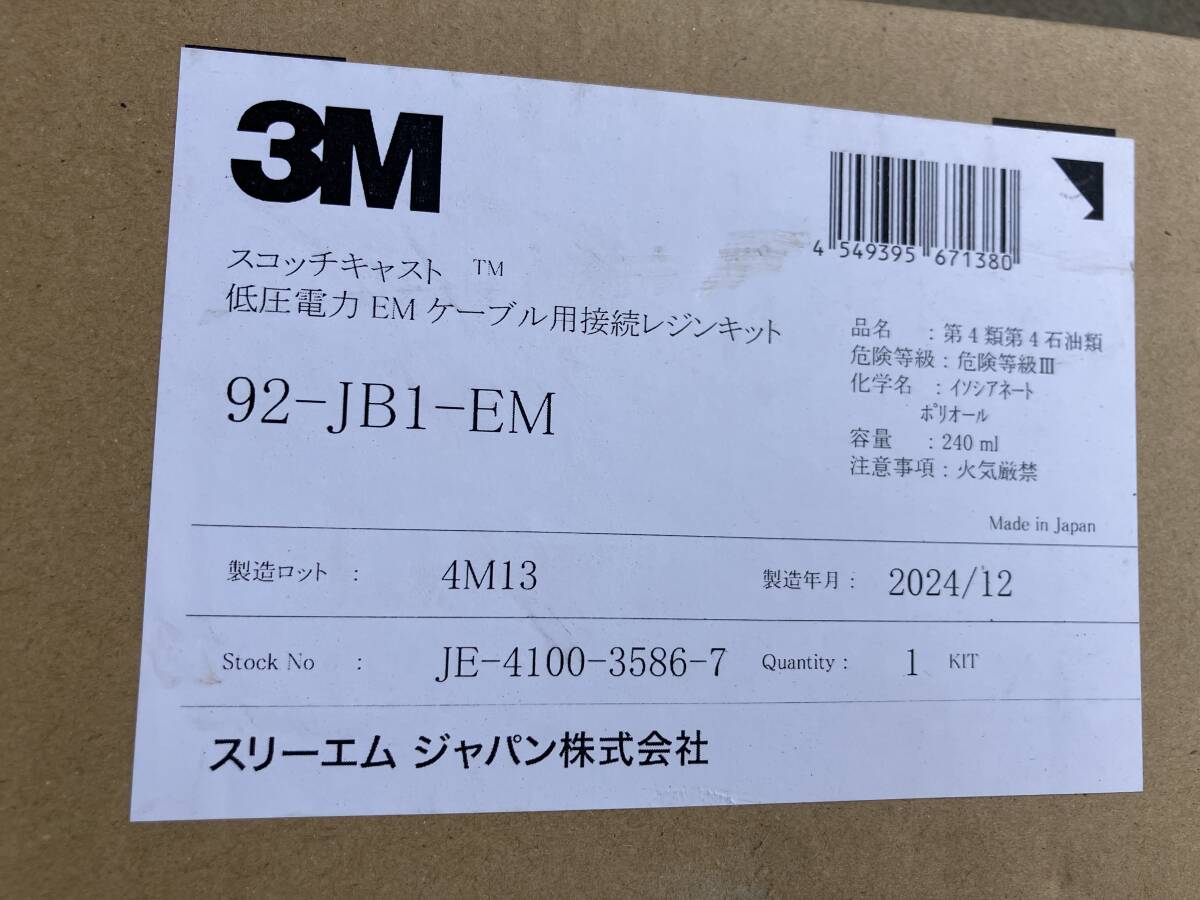 3M
スコッチキャスト ™
低圧電力 EM ケーブル用接続レジンキット
92-JB1-EM
4 549395 671380
品名 : 第4類第4石油類
危険等級 : 危険等級Ⅲ
化学名 : ｲｿｼｱﾈｰﾄ
ﾎﾟﾘｵｰﾙ
容量 : 240 ml
注意事項 : 火気厳禁
Made in Japan
製造ロット : 4M13 製造年月 : 2024/12
Stock No : JE-4100-3586-7 Quantity : 1 KIT
スリーエム ジャパン株式会社